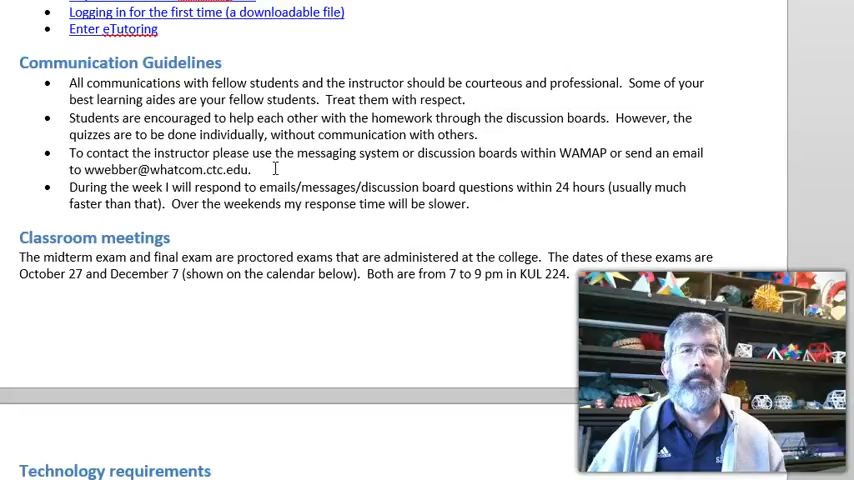 Logging in for the first time (a downloadable file)
Enter eTutoring
Communication Guidelines
All communications with fellow students and the instructor should be courteous and professional. Some of your
best learning aides are your fellow students. Treat them with respect.
Students are encouraged to help each other with the homework through the discussion boards. However, the
quizzes are to be done individually, without communication with others.
To contact the instructor please use the messaging system or discussion boards within WAMAP or send an email
to wwebber@whatcom.ctc.edu.
During the week I will respond to emails/messages/discussion board questions within 24 hours (usually much
faster than that). Over the weekends my response time will be slower.
Classroom meetings
The midterm exam and final exam are proctored exams that are administered at the college. The dates of these exams are
October 27 and December 7 (shown on the calendar below). Both are from 7 to 9 pm in KUL 224.
Technology requirements